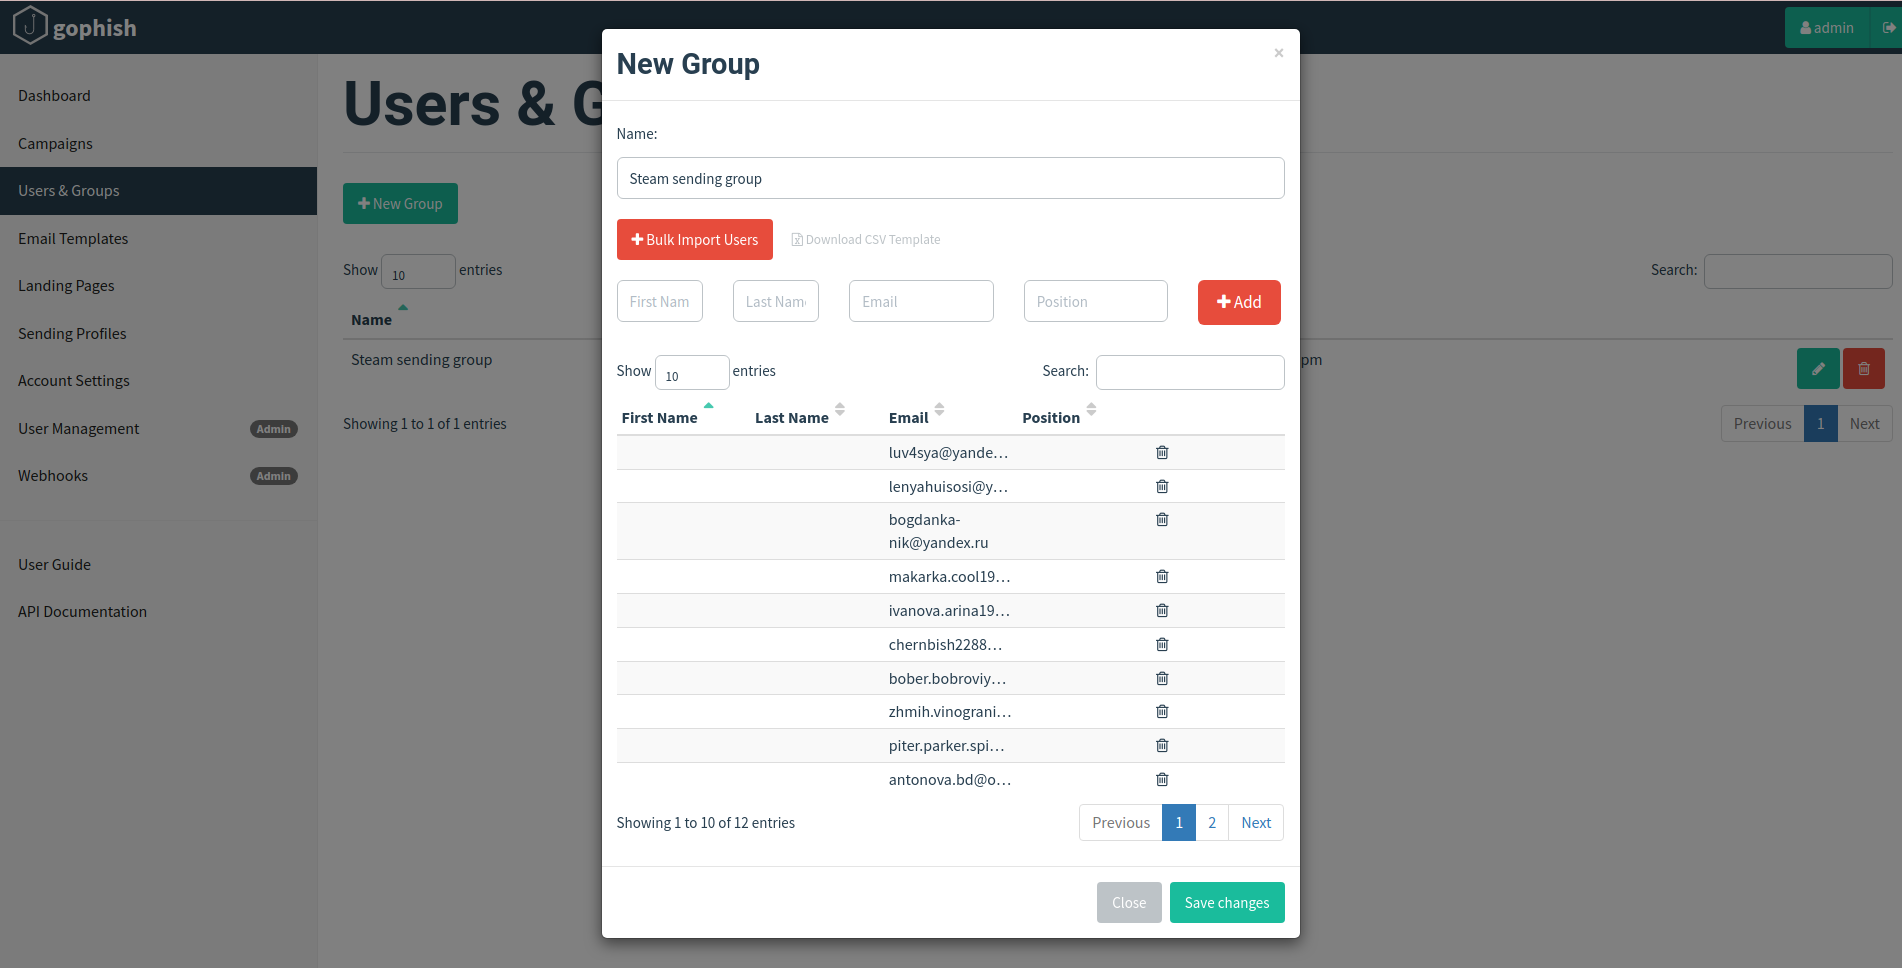 gophish
admin
Dashboard
Campaigns
Users & Groups
Email Templates
Landing Pages
Sending Profiles
Account Settings
User Management Admin
Webhooks Admin
User Guide
API Documentation
Users & G
New Group
Show 10 entries
Search:
Name
Steam sending group
pm
Showing 1 to 1 of 1 entries
Previous 1 Next
New Group
×
Name:
Steam sending group
Bulk Import Users Download CSV Template
First Nam Last Nam Email Position Add
Show 10 entries Search:
First Name Last Name Email Position
luv4sya@yande…
lenyahuisosi@y…
bogdanka-
nik@yandex.ru
makarka.cool19…
ivanova.arina19…
chernbish2288…
bober.bobroviy…
zhmih.vinograni…
piter.parker.spi…
antonova.bd@o…
Showing 1 to 10 of 12 entries
Previous 1 2 Next
Close Save changes